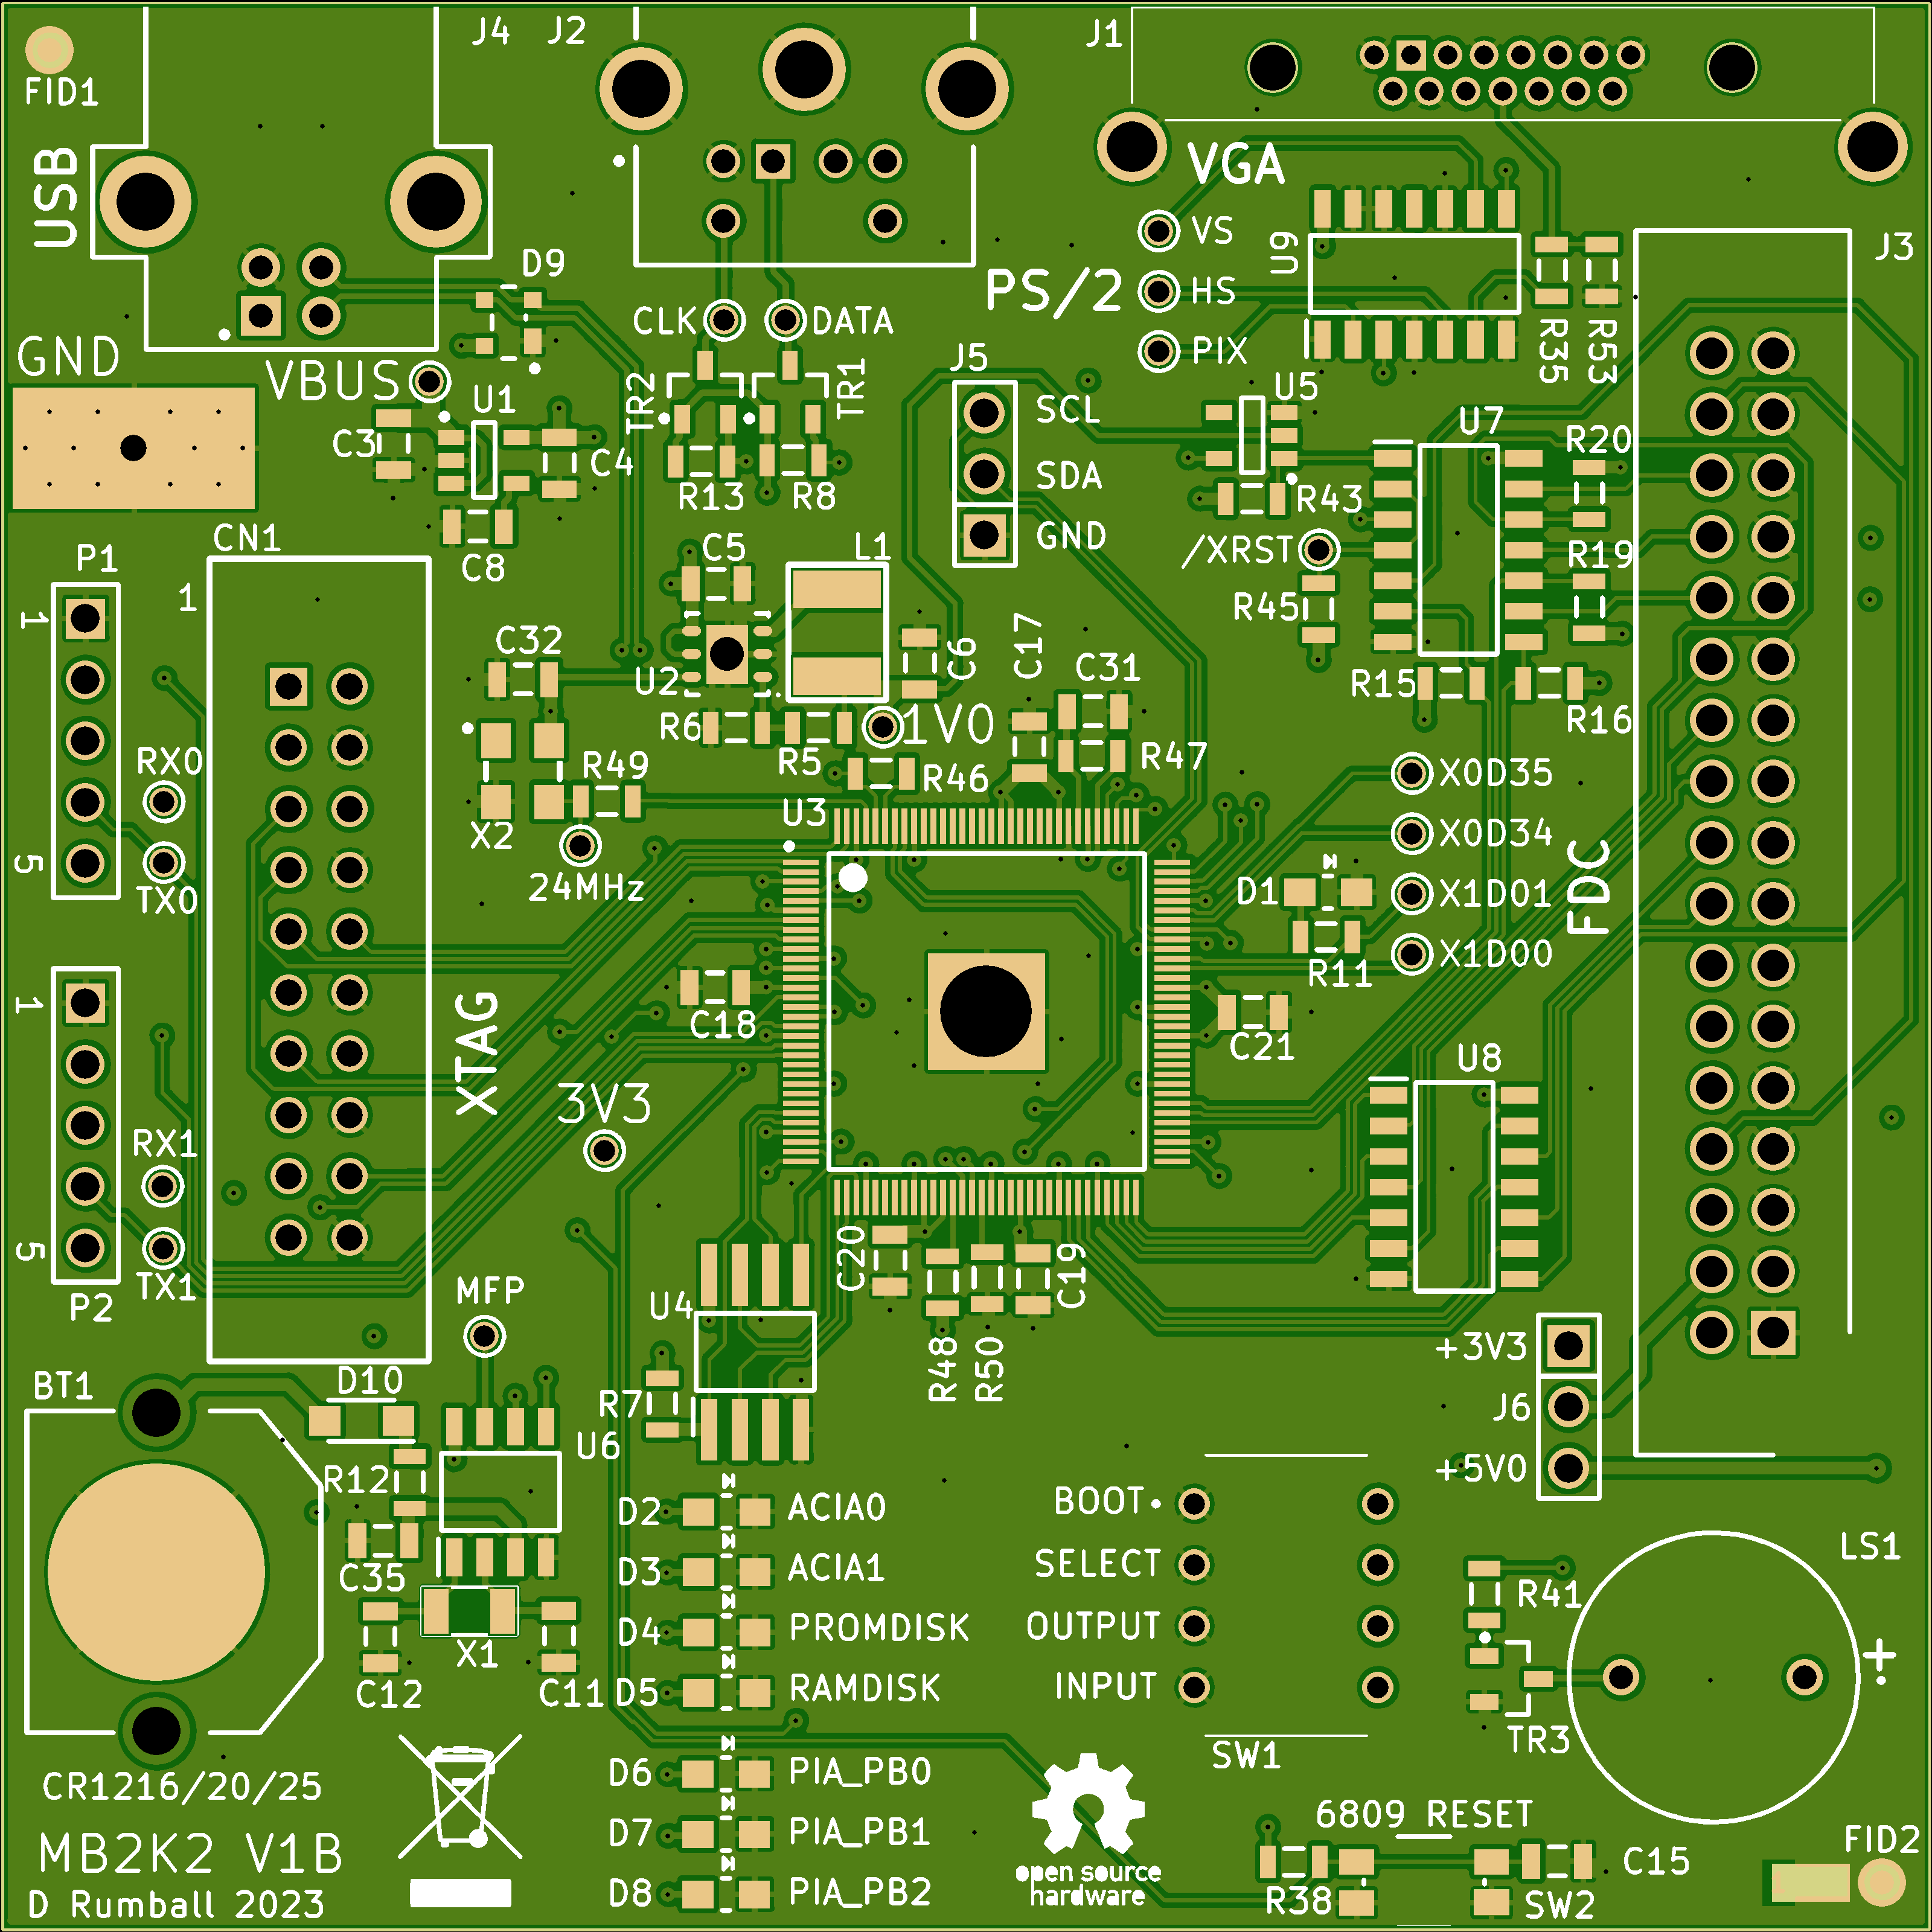 J4
J2
J1
FID1
USB
VGA
VS
U9
J3
D9
PS/2
HS
CLK
DATA
GND
VBUS
PIX
R35
R53
J5
TR2
TR1
U1
U5
SCL
U7
C3
C4
R20
SDA
R13
R8
R43
CN1
GND
C8
C5
L1
/XRST
R19
P1
1
1
R45
C32
C6
C17
C31
U2
R15
R16
R6
1V0
RX0
R49
R5
R46
R47
X0D35
X2
U3
X0D34
5
24MHz
TX0
D1
X1D01
FDC
R11
X1D00
1
XTAG
C18
C21
U8
3V3
RX1
5
C20
C19
TX1
P2
MFP
U4
R48
R50
+3V3
BT1
D10
R7
J6
U6
R12
+5V0
D2
ACIA0
BOOT
LS1
C35
D3
ACIA1
SELECT
R41
X1
D4
PROMDISK
OUTPUT
+
C12
C11
D5
RAMDISK
INPUT
TR3
SW1
CR1216/20/25
D6
PIA_PB0
6809 RESET
MB2K2 V1B
D7
PIA_PB1
FID2
C15
open source
hardware
D Rumball 2023
D8
PIA_PB2
R38
SW2